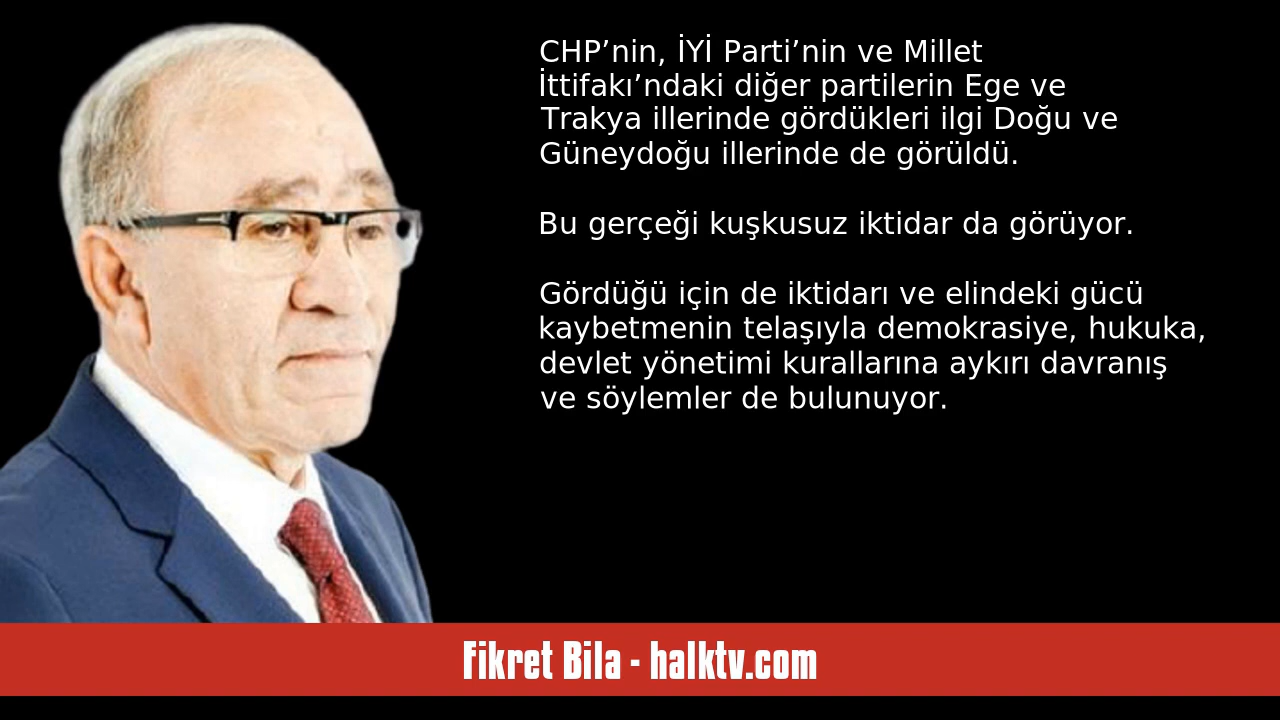 CHP’nin, İYİ Parti’nin ve Millet
İttifakı’ndaki diğer partilerin Ege ve
Trakya illerinde gördükleri ilgi Doğu ve
Güneydoğu illerinde de görüldü.
Bu gerçeği kuşkusuz iktidar da görüyor.
Gördüğü için de iktidarı ve elindeki gücü
kaybetmenin telaşıyla demokrasiye, hukuka,
devlet yönetimi kurallarına aykırı davranış
ve söylemler de bulunuyor.
Fikret Bila - halktv.com